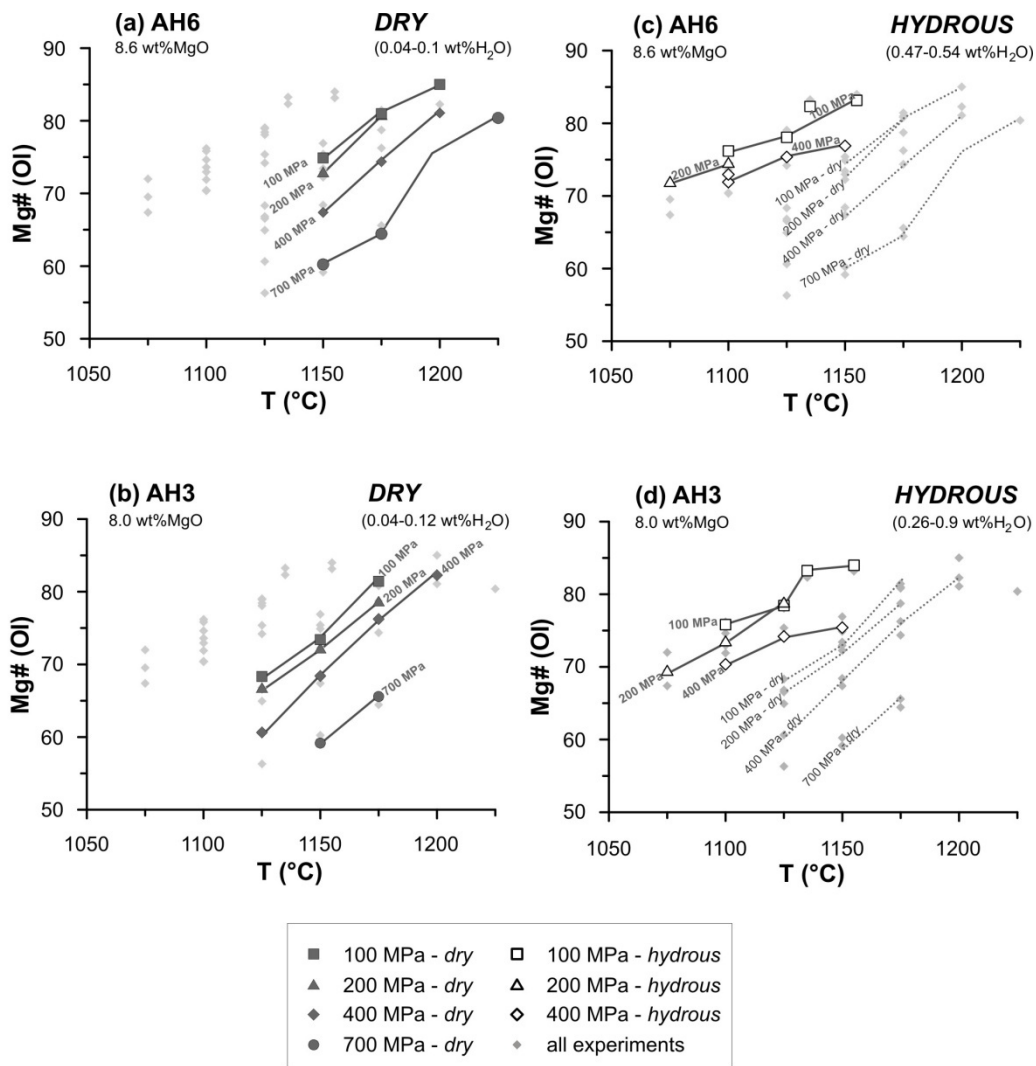 (a) AH6 DRY
8.6 wt%MgO (0.04-0.1 wt%H2O)
90
80
70
60
50
Mg# (Ol)
100 MPa
200 MPa
400 MPa
700 MPa
1050 1100 1150 1200
T (°C)
(c) AH6 HYDROUS
8.6 wt%MgO (0.47-0.54 wt%H2O)
90
80
70
60
50
Mg# (Ol)
100 MPa
400 MPa
200 MPa
100 MPa - dry
200 MPa - dry
400 MPa - dry
700 MPa - dry
1050 1100 1150 1200
T (°C)
(b) AH3 DRY
8.0 wt%MgO (0.04-0.12 wt%H2O)
90
80
70
60
50
Mg# (Ol)
100 MPa
400 MPa
200 MPa
700 MPa
1050 1100 1150 1200
T (°C)
(d) AH3 HYDROUS
8.0 wt%MgO (0.26-0.9 wt%H2O)
90
80
70
60
50
Mg# (Ol)
100 MPa
200 MPa
400 MPa
100 MPa - dry
200 MPa - dry
400 MPa - dry
700 MPa - dry
1050 1100 1150 1200
T (°C)
100 MPa - dry 100 MPa - hydrous
200 MPa - dry 200 MPa - hydrous
400 MPa - dry 400 MPa - hydrous
700 MPa - dry all experiments